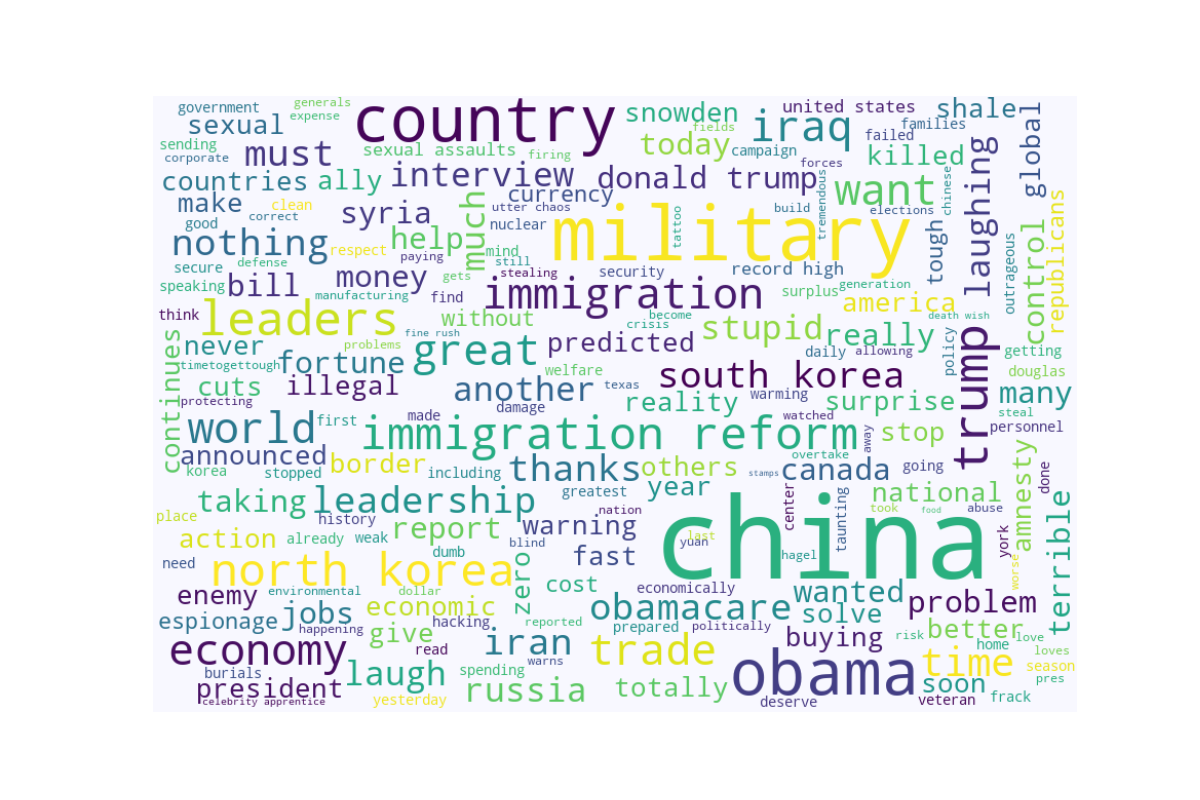 government
generals
expense
country
snowden
fields
united states
shale
global
sexual
iraq
failed
families
sending
corporate
must
sexual assaults
firing
today
campaign
forces
killed
laughing
countries
ally
interview
donald trump
want
tremendous
chinese
make
clean
currency
good
correct
syria
much
utter chaos
military
tattoo
build
elections
tough
control
republicans
nothing
respect
help
nuclear
outrageous
secure
defense
paying
mind
still
speaking
bill
money
gets
stealing
security
record high
manufacturing
find
immigration
surplus
generation
america
think
leaders
without
become
crisis
stupid
really
death wish
trump
continues
never
problems
fine rush
great
predicted
daily
allowing
policy
getting
timetogettough
fortune
welfare
south korea
douglas
protecting
cuts
illegal
another
texas
reality
warming
surprise
many
world
first
made
damage
watched
steal
personnel
immigration reform
away
stop
announced
border
thanks
others
overtake
korea
stopped
including
stamps
canada
going
done
amnesty
taking
leadership
greatest
year
center
taunting
national
place
history
report
warning
nation
china
took
food
abuse
york
terrible
action
already
weak
blind
last
yuan
need
dumb
fast
hagel
worse
north korea
zero
cost
economically
enemy
environmental
dollar
wanted
espionage
jobs
economic
obamacare
solve
problem
happening
give
hacking
reported
prepared
politically
better
economy
read
iran
trade
buying
risk
love
home
loves
burials
laugh
spending
warns
obama
time
season
president
russia
totally
soon
pres
celebrity apprentice
yesterday
deserve
veteran
frack